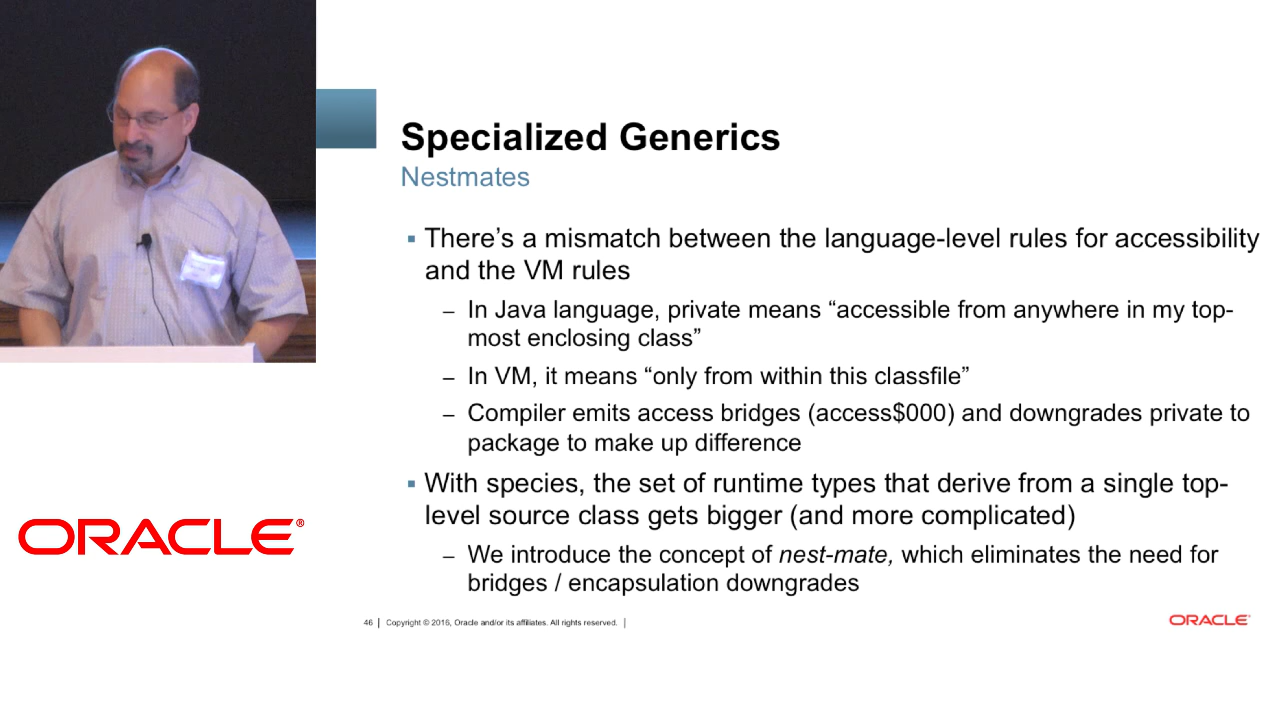 Specialized Generics
Nestmates
▪ There’s a mismatch between the language-level rules for accessibility
and the VM rules
– In Java language, private means “accessible from anywhere in my top-
most enclosing class”
– In VM, it means “only from within this classfile”
– Compiler emits access bridges (access$000) and downgrades private to
package to make up difference
▪ With species, the set of runtime types that derive from a single top-
level source class gets bigger (and more complicated)
– We introduce the concept of nest-mate, which eliminates the need for
bridges / encapsulation downgrades
ORACLE®
46 | Copyright © 2016, Oracle and/or its affiliates. All rights reserved. |
ORACLE®